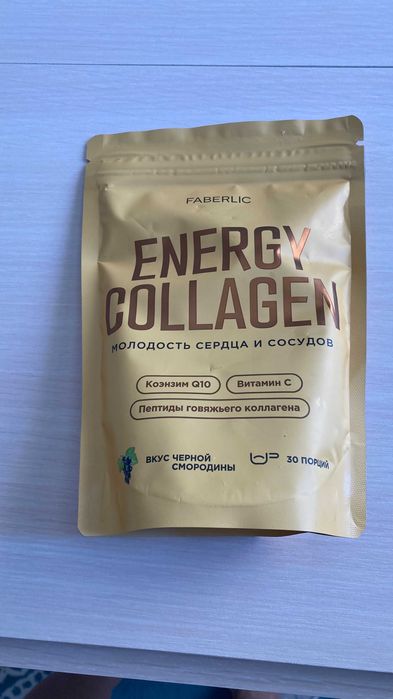 FABERLIC
ENERGY
COLLAGEN
МОЛОДОСТЬ СЕРДЦА И СОСУДОВ
Коэнзим Q10
Витамин С
Пептиды говяжьего коллагена
ВКУС ЧЕРНОЙ
СМОРОДИНЫ
30 ПОРЦИЙ